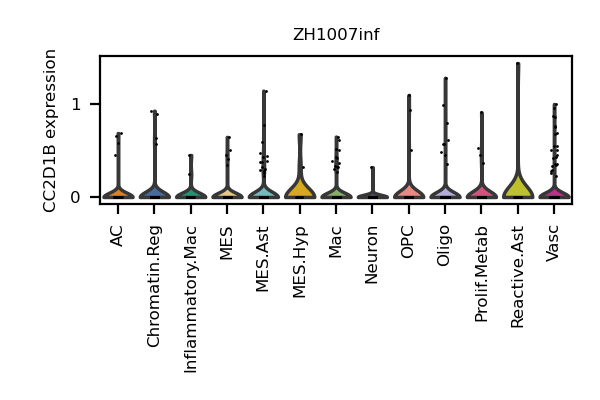 ZH1007inf
CC2D1B expression
1
0
AC
Chromatin.Reg
Inflammatory.Mac
MES
MES.Ast
MES.Hyp
Mac
Neuron
OPC
Oligo
Prolif.Metab
Reactive.Ast
Vasc